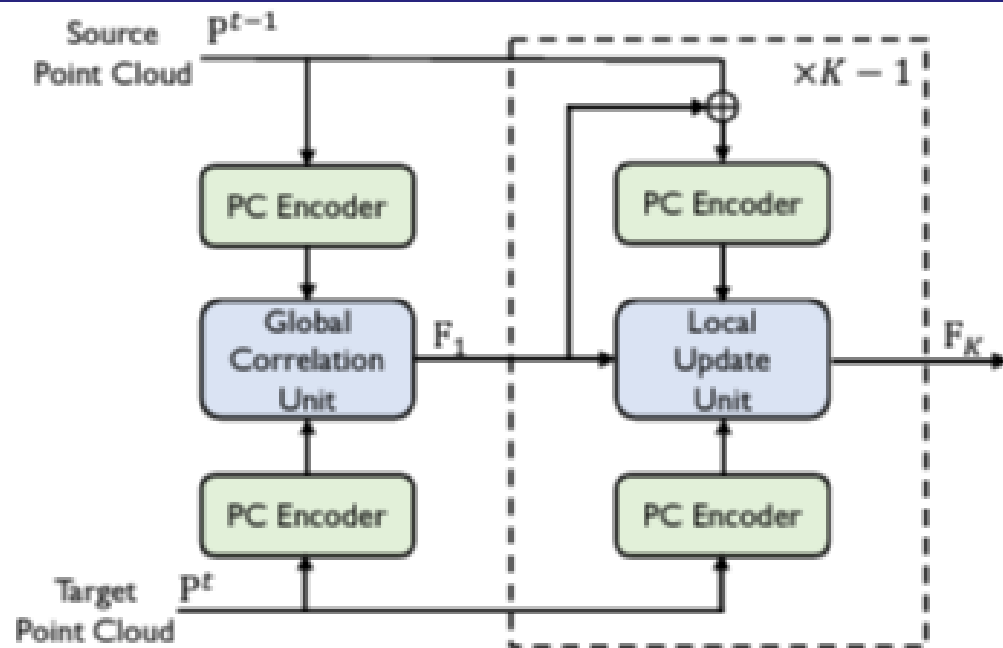 Source
Point Cloud
P^{t-1}
×K − 1
PC Encoder
PC Encoder
Global
Correlation
Unit
F_1
Local
Update
Unit
F_K
PC Encoder
PC Encoder
Target
Point Cloud
P^t